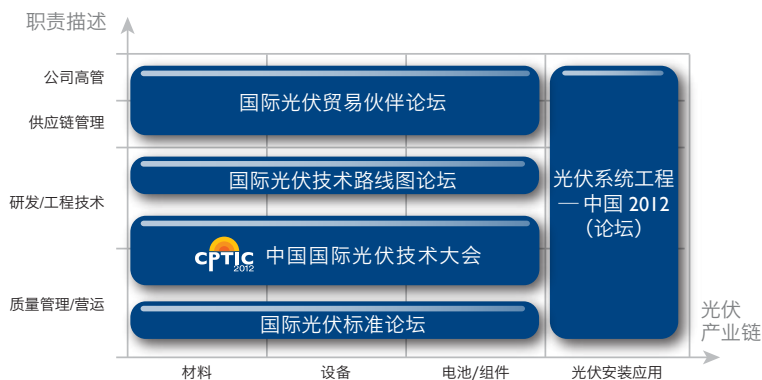 职责描述
公司高管
供应链管理
研发/工程技术
质量管理/营运
国际光伏贸易伙伴论坛
国际光伏技术路线图论坛
CPTIC
2012
中国国际光伏技术大会
国际光伏标准论坛
光伏系统工程
— 中国 2012
（论坛）
光伏
产业链
材料
设备
电池/组件
光伏安装应用